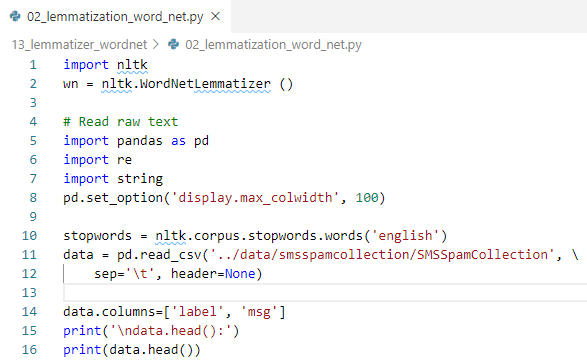 02_lemmatization_word_net.py ×
13_lemmatizer_wordnet > 02_lemmatization_word_net.py
1 import nltk
2 wn = nltk.WordNetLemmatizer ()
3
4 # Read raw text
5 import pandas as pd
6 import re
7 import string
8 pd.set_option('display.max_colwidth', 100)
9
10 stopwords = nltk.corpus.stopwords.words('english')
11 data = pd.read_csv('../data/smsspamcollection/SMSSpamCollection', \
12     sep='\t', header=None)
13
14 data.columns=['label', 'msg']
15 print('\ndata.head():')
16 print(data.head())